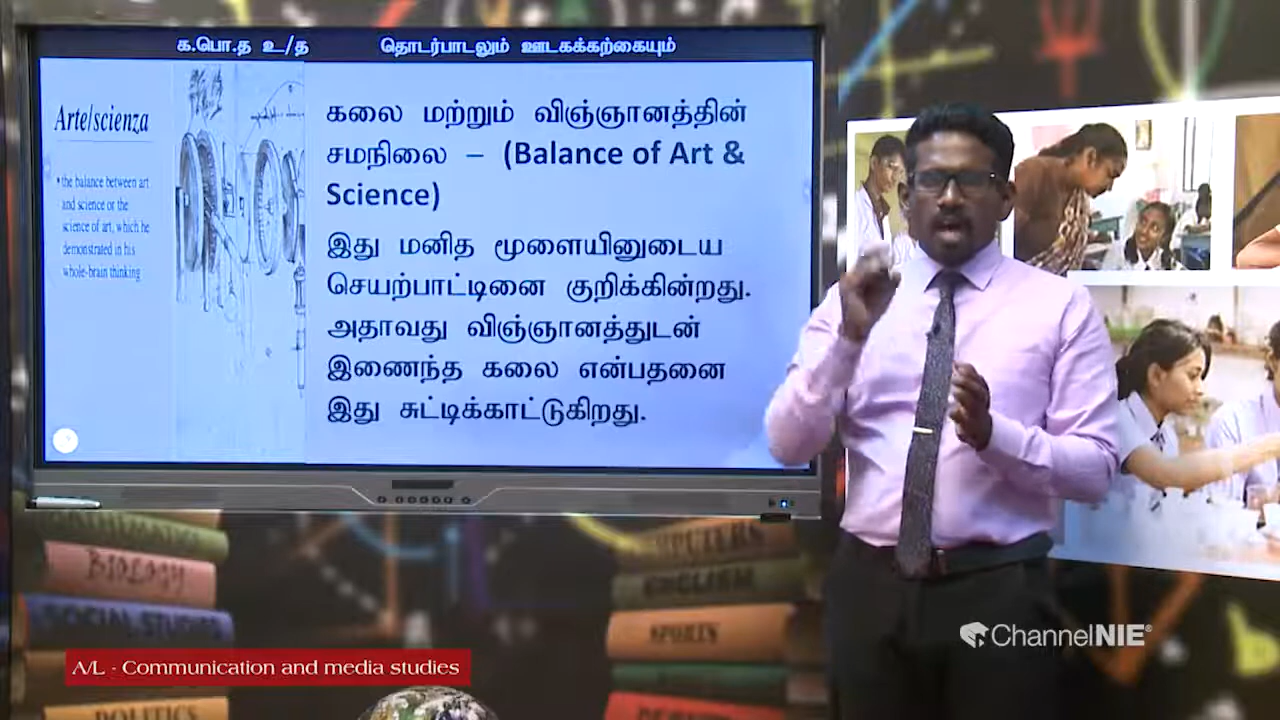 க.பொ.த உ/த
தொடர்பாடலும் ஊடகக்கற்கையும்
Arte/scienza
• the balance between art
and science or the
science of art, which he
demonstrated in his
whole-brain thinking
கலை மற்றும் விஞ்ஞானத்தின்
சமநிலை – (Balance of Art &
Science)
இது மனித மூளையினுடைய
செயற்பாட்டினை குறிக்கின்றது.
அதாவது விஞ்ஞானத்துடன்
இணைந்த கலை என்பதனை
இது சுட்டிக்காட்டுகிறது.
MATHEMATICS
BIOLOGY
SOCIAL STUDIES
POLITICS
COMPUTERS
ENGLISH
SPORTS
ChannelNIE®
A/L - Communication and media studies